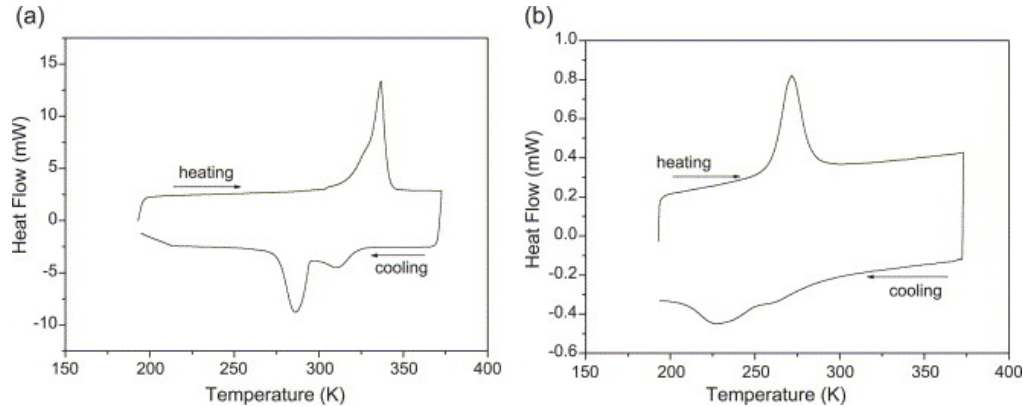 (a)
Heat Flow (mW)
15
10
5
0
-5
-10
heating
cooling
150 200 250 300 350 400
Temperature (K)
(b)
Heat Flow (mW)
1.0
0.8
0.6
0.4
0.2
0.0
-0.2
-0.4
-0.6
heating
cooling
150 200 250 300 350 400
Temperature (K)